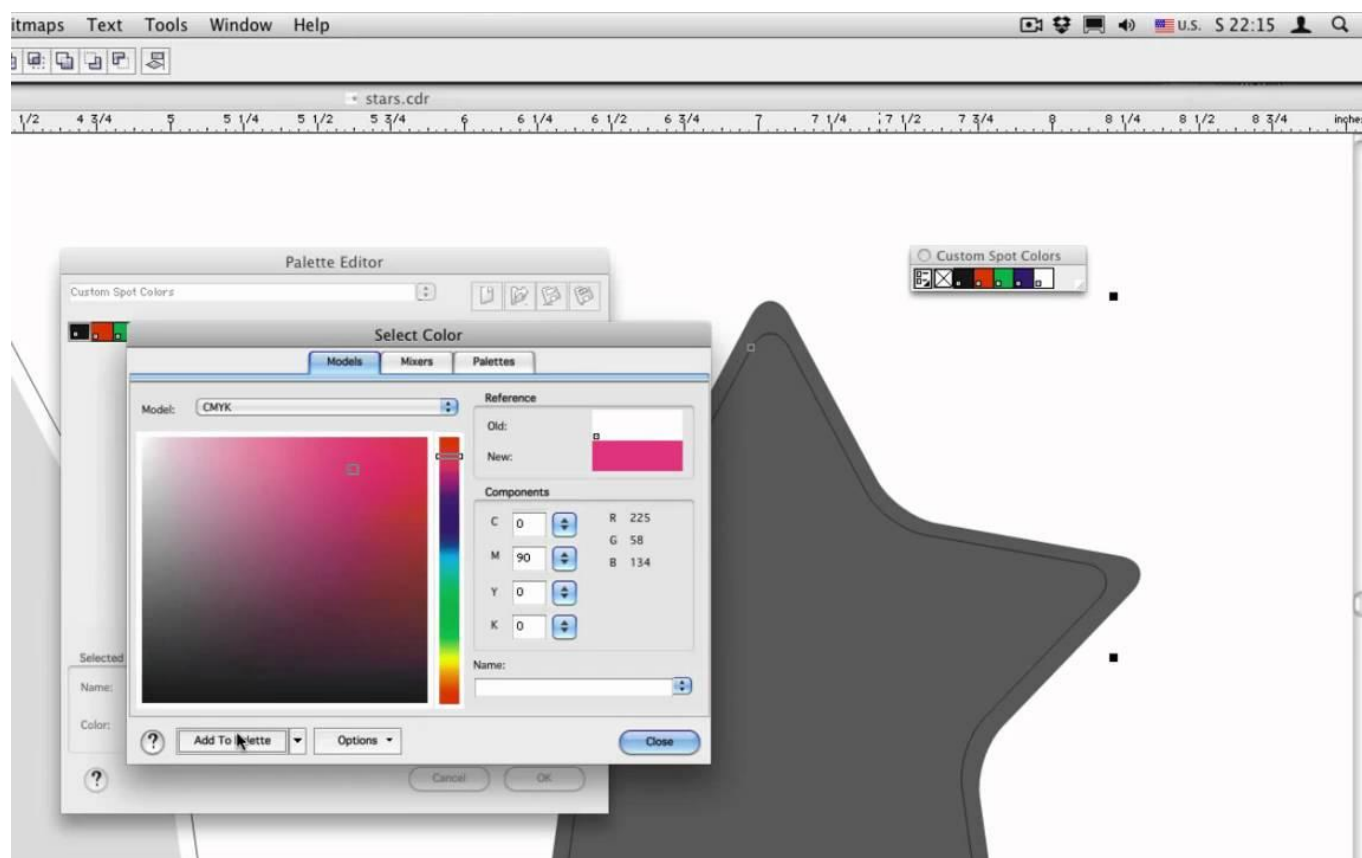 itmaps Text Tools Window Help U.S. S 22:15
stars.cdr
1/2 4 3/4 5 5 1/4 5 1/2 5 3/4 6 6 1/4 6 1/2 6 3/4 7 7 1/4 7 1/2 7 3/4 8 8 1/4 8 1/2 8 3/4 inche
Custom Spot Colors
Palette Editor
Custom Spot Colors
Select Color
Models Mixers Palettes
Model: CMYK
Reference
Old:
New:
Components
C 0 R 225
G 58
M 90 B 134
Y 0
K 0
Name:
Add To Palette Options Close
Selected
Name:
Color:
Cancel OK